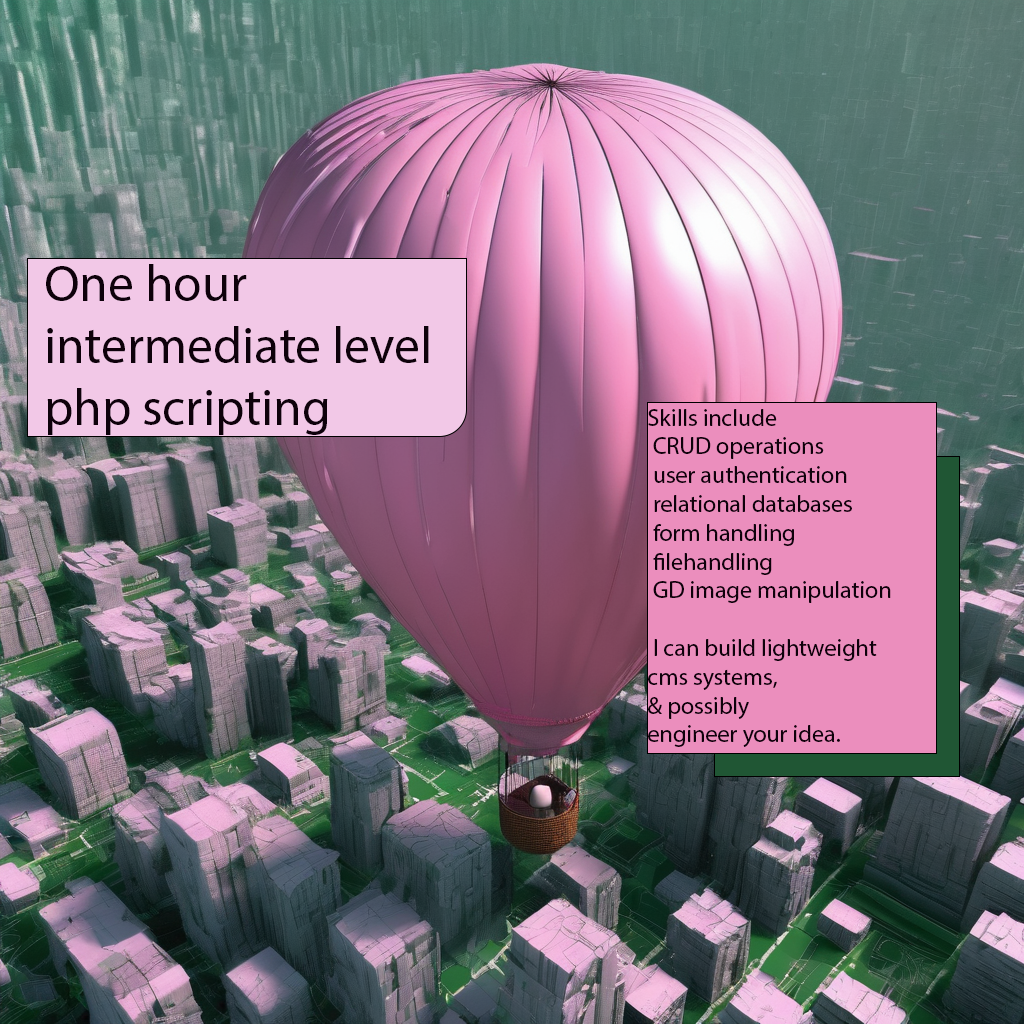 One hour
intermediate level
php scripting
Skills include
CRUD operations
user authentication
relational databases
form handling
filehandling
GD image manipulation
I can build lightweight
cms systems,
& possibly
engineer your idea.